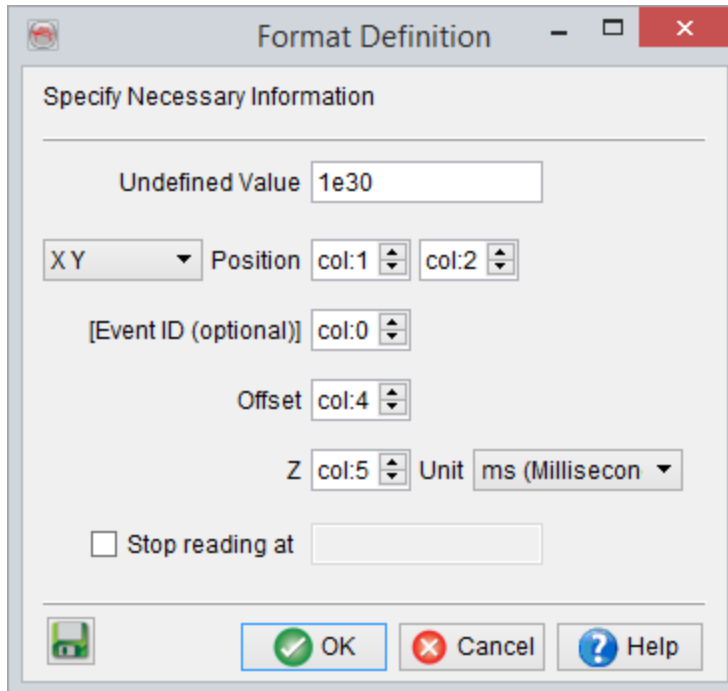 Format Definition
Specify Necessary Information
Undefined Value 1e30
X Y Position col:1 col:2
[Event ID (optional)] col:0
Offset col:4
Z col:5 Unit ms (Millisecon
Stop reading at
OK Cancel ? Help